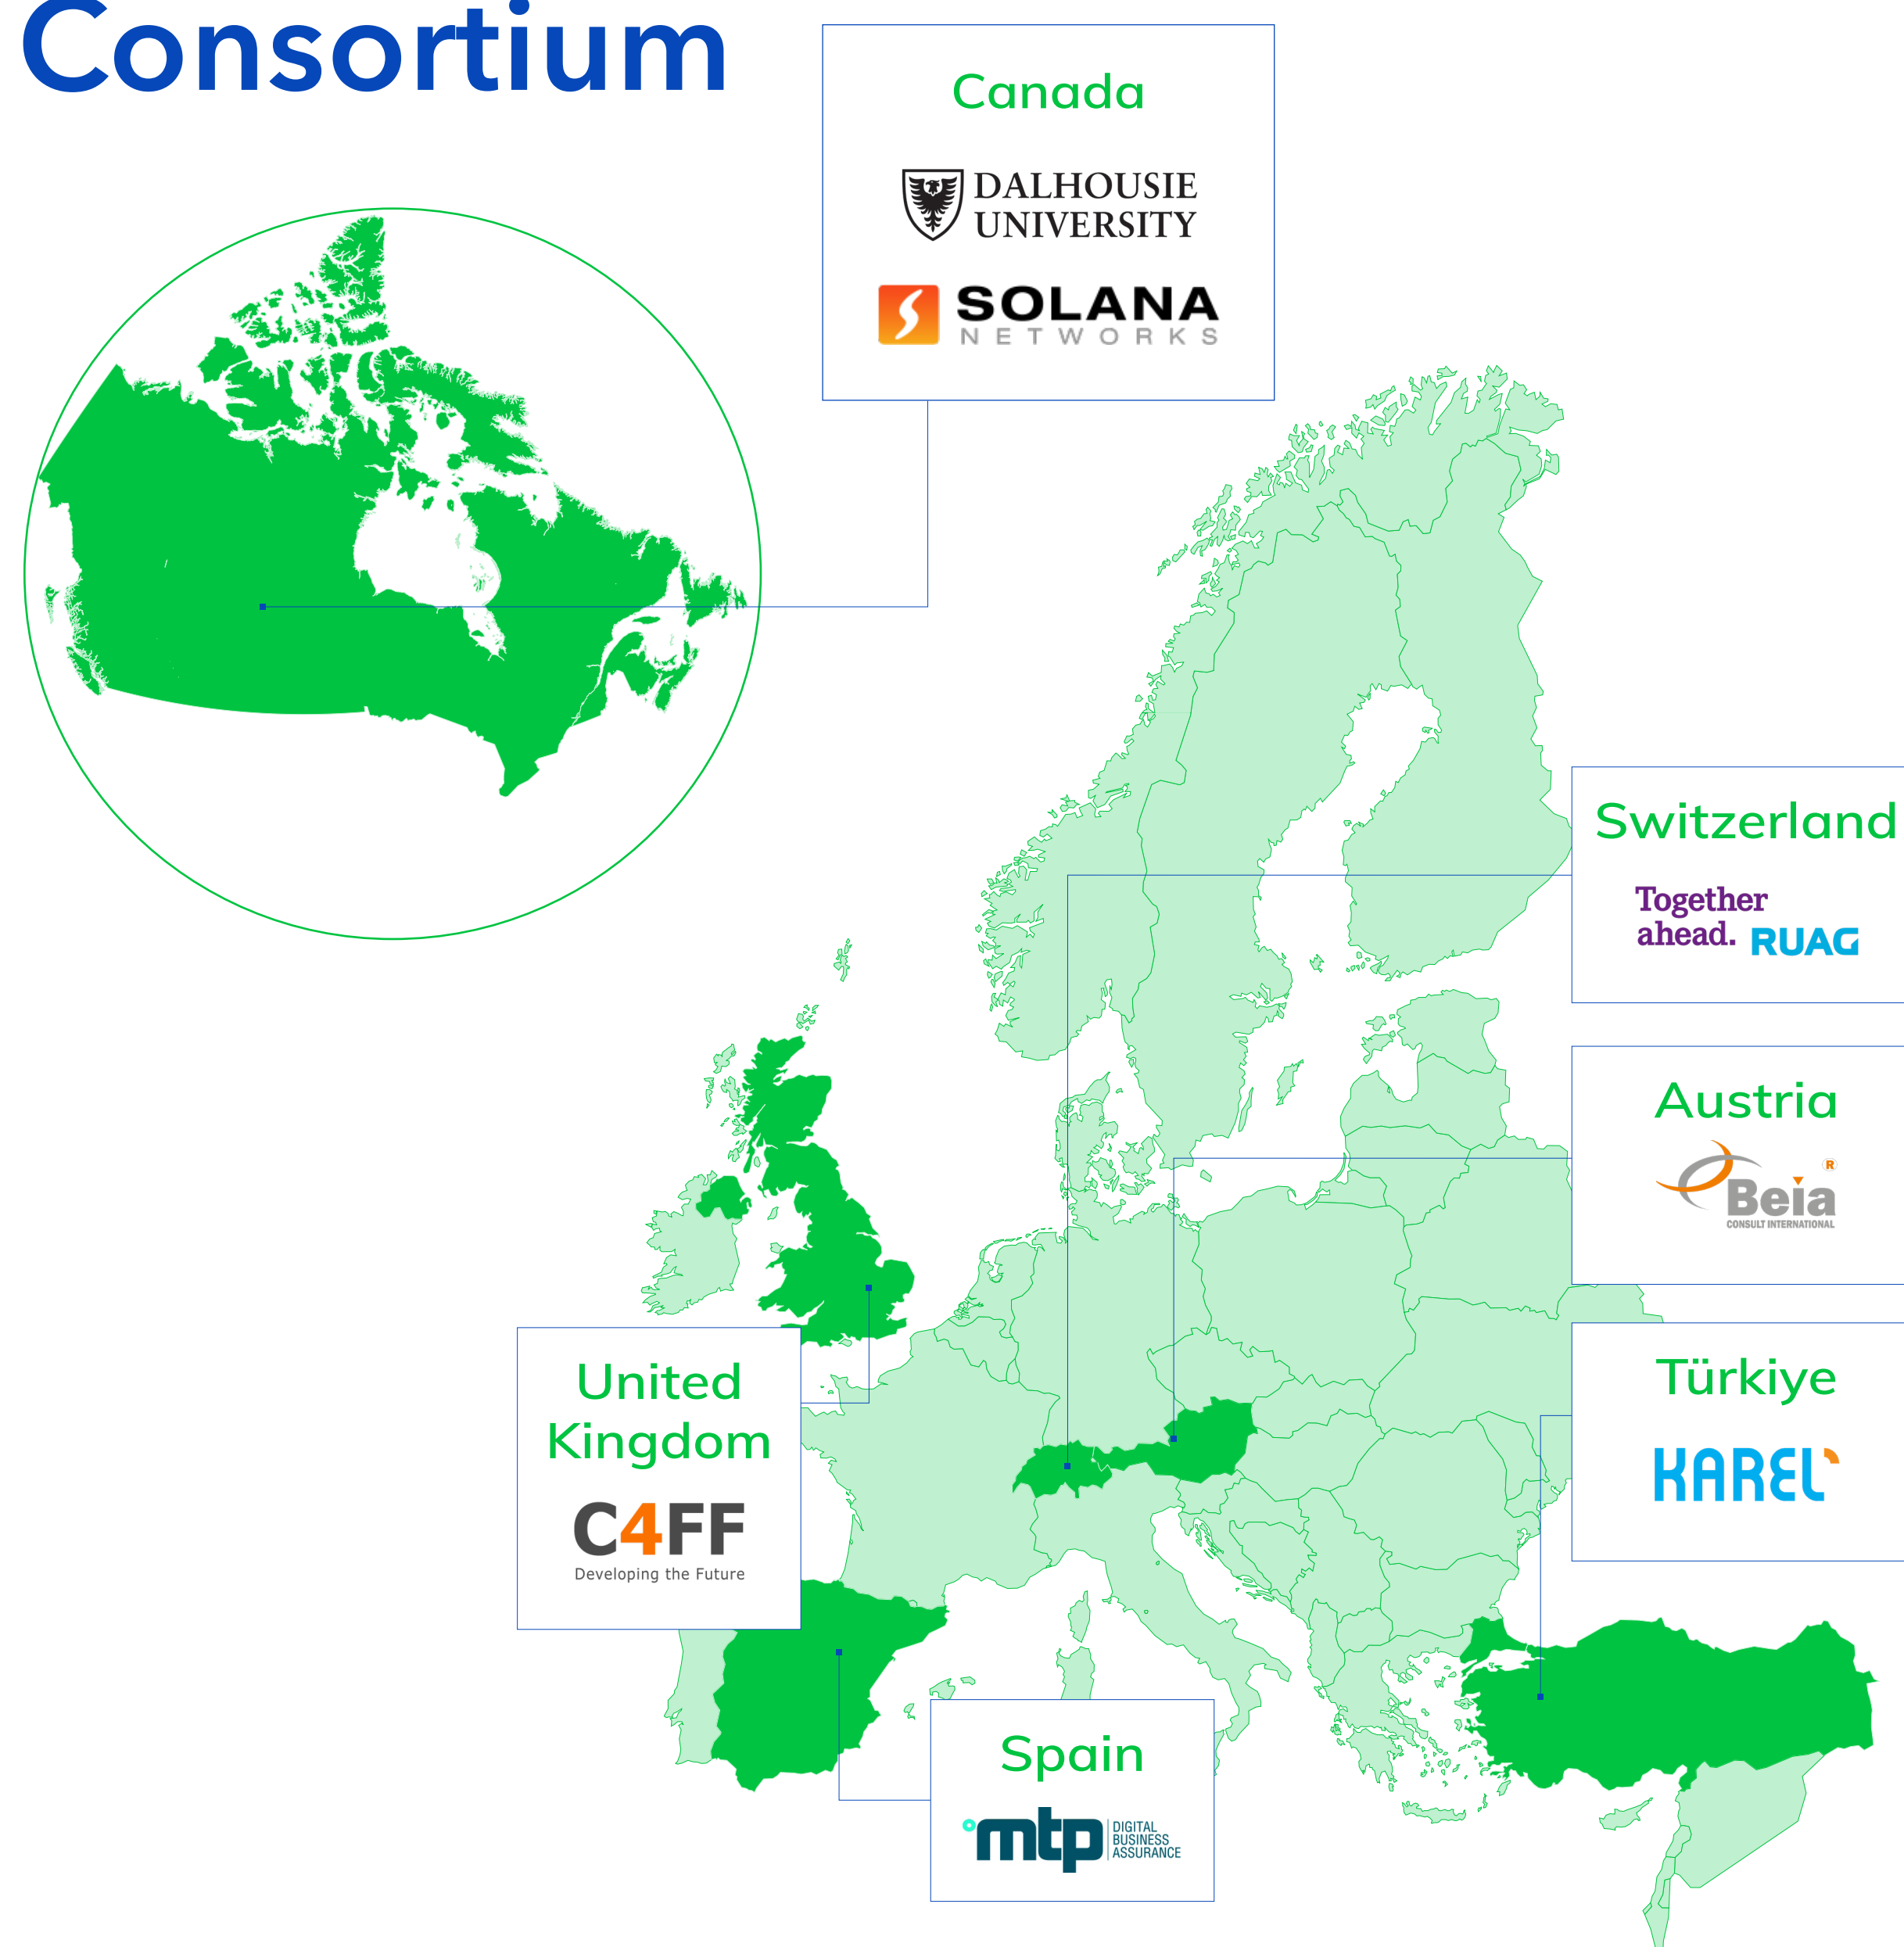 Consortium
Canada
DALHOUSIE
UNIVERSITY
SOLANA
NETWORKS
Switzerland
Together
ahead. RUAG
Austria
Beia
®
CONSULT INTERNATIONAL
United
Kingdom
C4FF
Developing the Future
Türkiye
KAREL
Spain
mtp
DIGITAL
BUSINESS
ASSURANCE